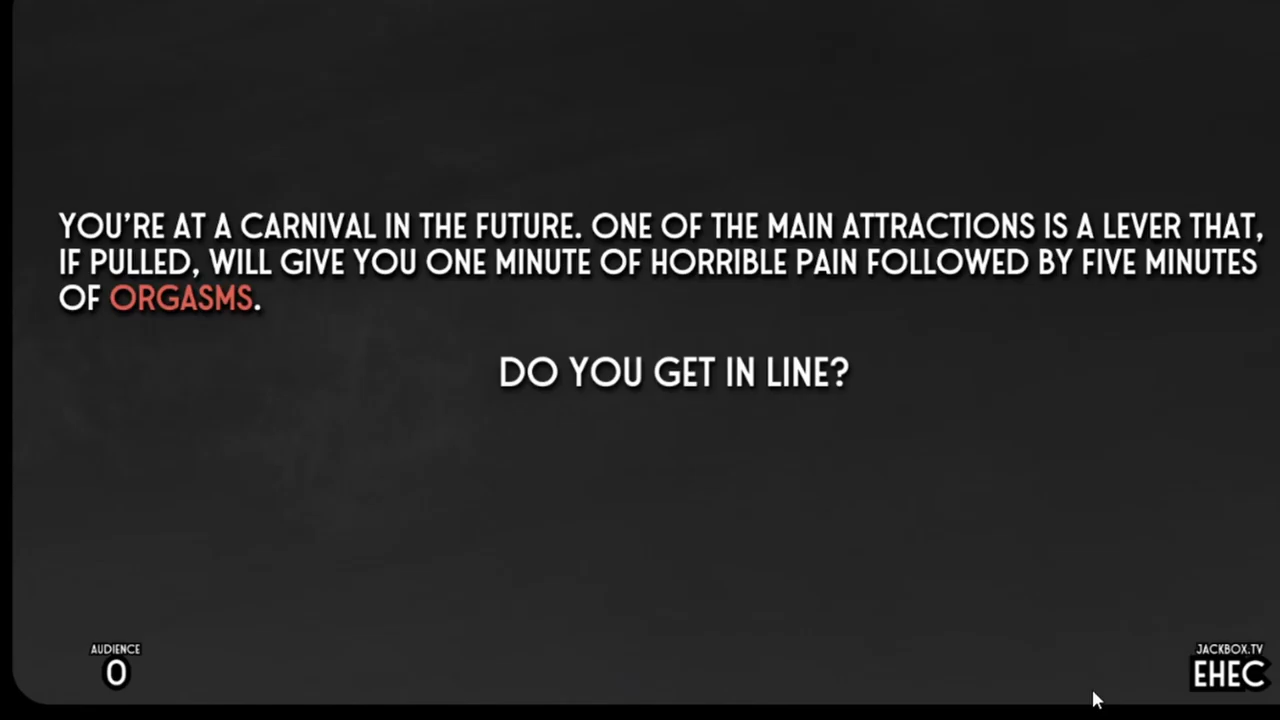 YOU'RE AT A CARNIVAL IN THE FUTURE. ONE OF THE MAIN ATTRACTIONS IS A LEVER THAT,
IF PULLED, WILL GIVE YOU ONE MINUTE OF HORRIBLE PAIN FOLLOWED BY FIVE MINUTES
OF ORGASMS.
DO YOU GET IN LINE?
AUDIENCE
0
JACKBOX.TV
EHEC